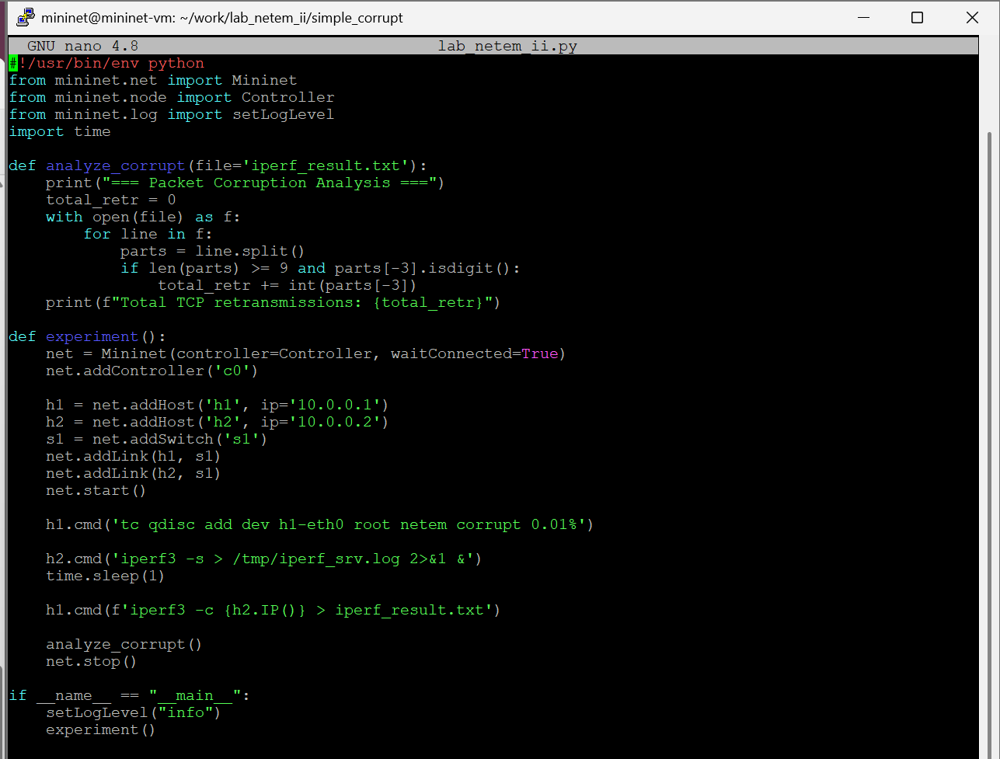 mininet@mininet-vm: ~/work/lab_netem_ii/simple_corrupt
GNU nano 4.8 lab_netem_ii.py
#!/usr/bin/env python
from mininet.net import Mininet
from mininet.node import Controller
from mininet.log import setLogLevel
import time

def analyze_corrupt(file='iperf_result.txt'):
    print("=== Packet Corruption Analysis ===")
    total_retr = 0
    with open(file) as f:
        for line in f:
            parts = line.split()
            if len(parts) >= 9 and parts[-3].isdigit():
                total_retr += int(parts[-3])
    print(f"Total TCP retransmissions: {total_retr}")

def experiment():
    net = Mininet(controller=Controller, waitConnected=True)
    net.addController('c0')

    h1 = net.addHost('h1', ip='10.0.0.1')
    h2 = net.addHost('h2', ip='10.0.0.2')
    s1 = net.addSwitch('s1')
    net.addLink(h1, s1)
    net.addLink(h2, s1)
    net.start()

    h1.cmd('tc qdisc add dev h1-eth0 root netem corrupt 0.01%')

    h2.cmd('iperf3 -s > /tmp/iperf_srv.log 2>&1 &')
    time.sleep(1)

    h1.cmd(f'iperf3 -c {h2.IP()} > iperf_result.txt')

    analyze_corrupt()
    net.stop()

if __name__ == "__main__":
    setLogLevel("info")
    experiment()